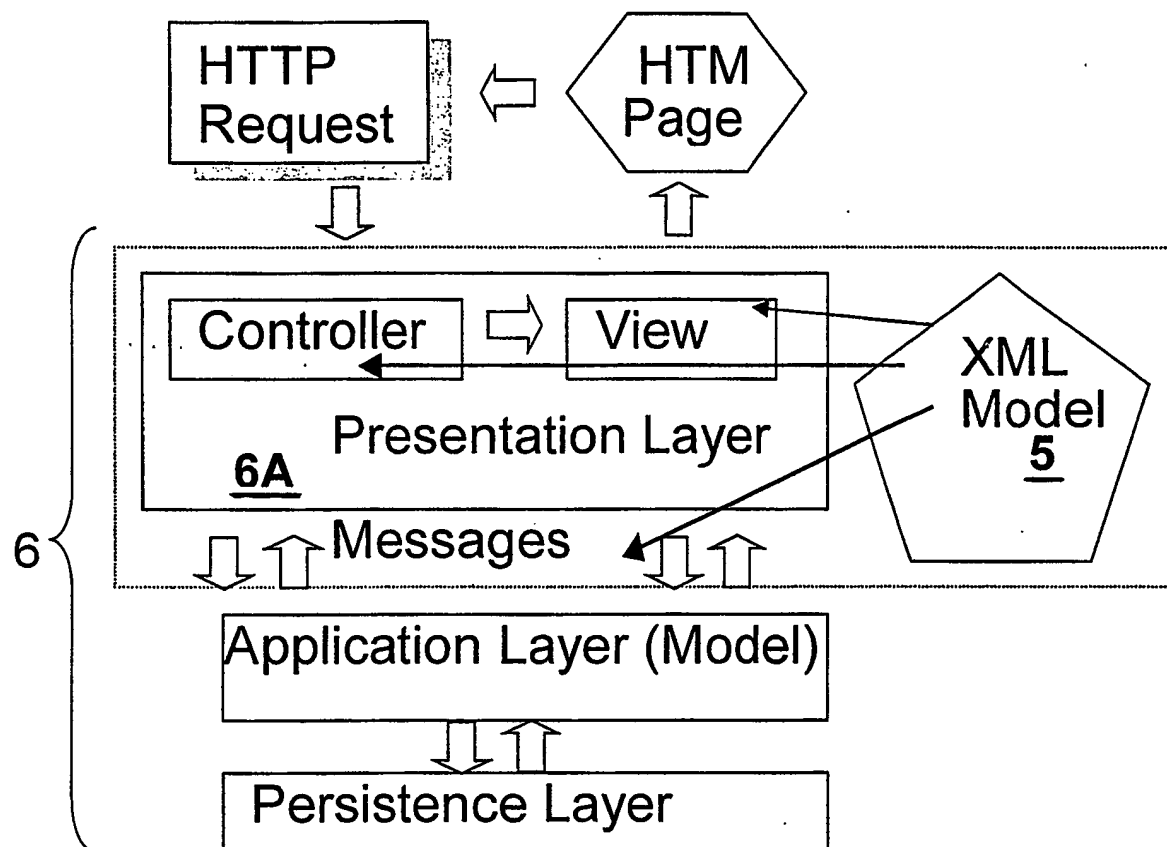 HTTP
Request
HTM
Page
Controller
View
XML
Model
5
Presentation Layer
6A
Messages
6
Application Layer (Model)
Persistence Layer